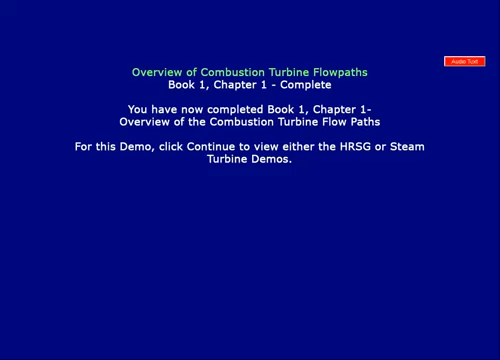 Audio Text
Overview of Combustion Turbine Flowpaths
Book 1, Chapter 1 - Complete
You have now completed Book 1, Chapter 1-
Overview of the Combustion Turbine Flow Paths
For this Demo, click Continue to view either the HRSG or Steam
Turbine Demos.